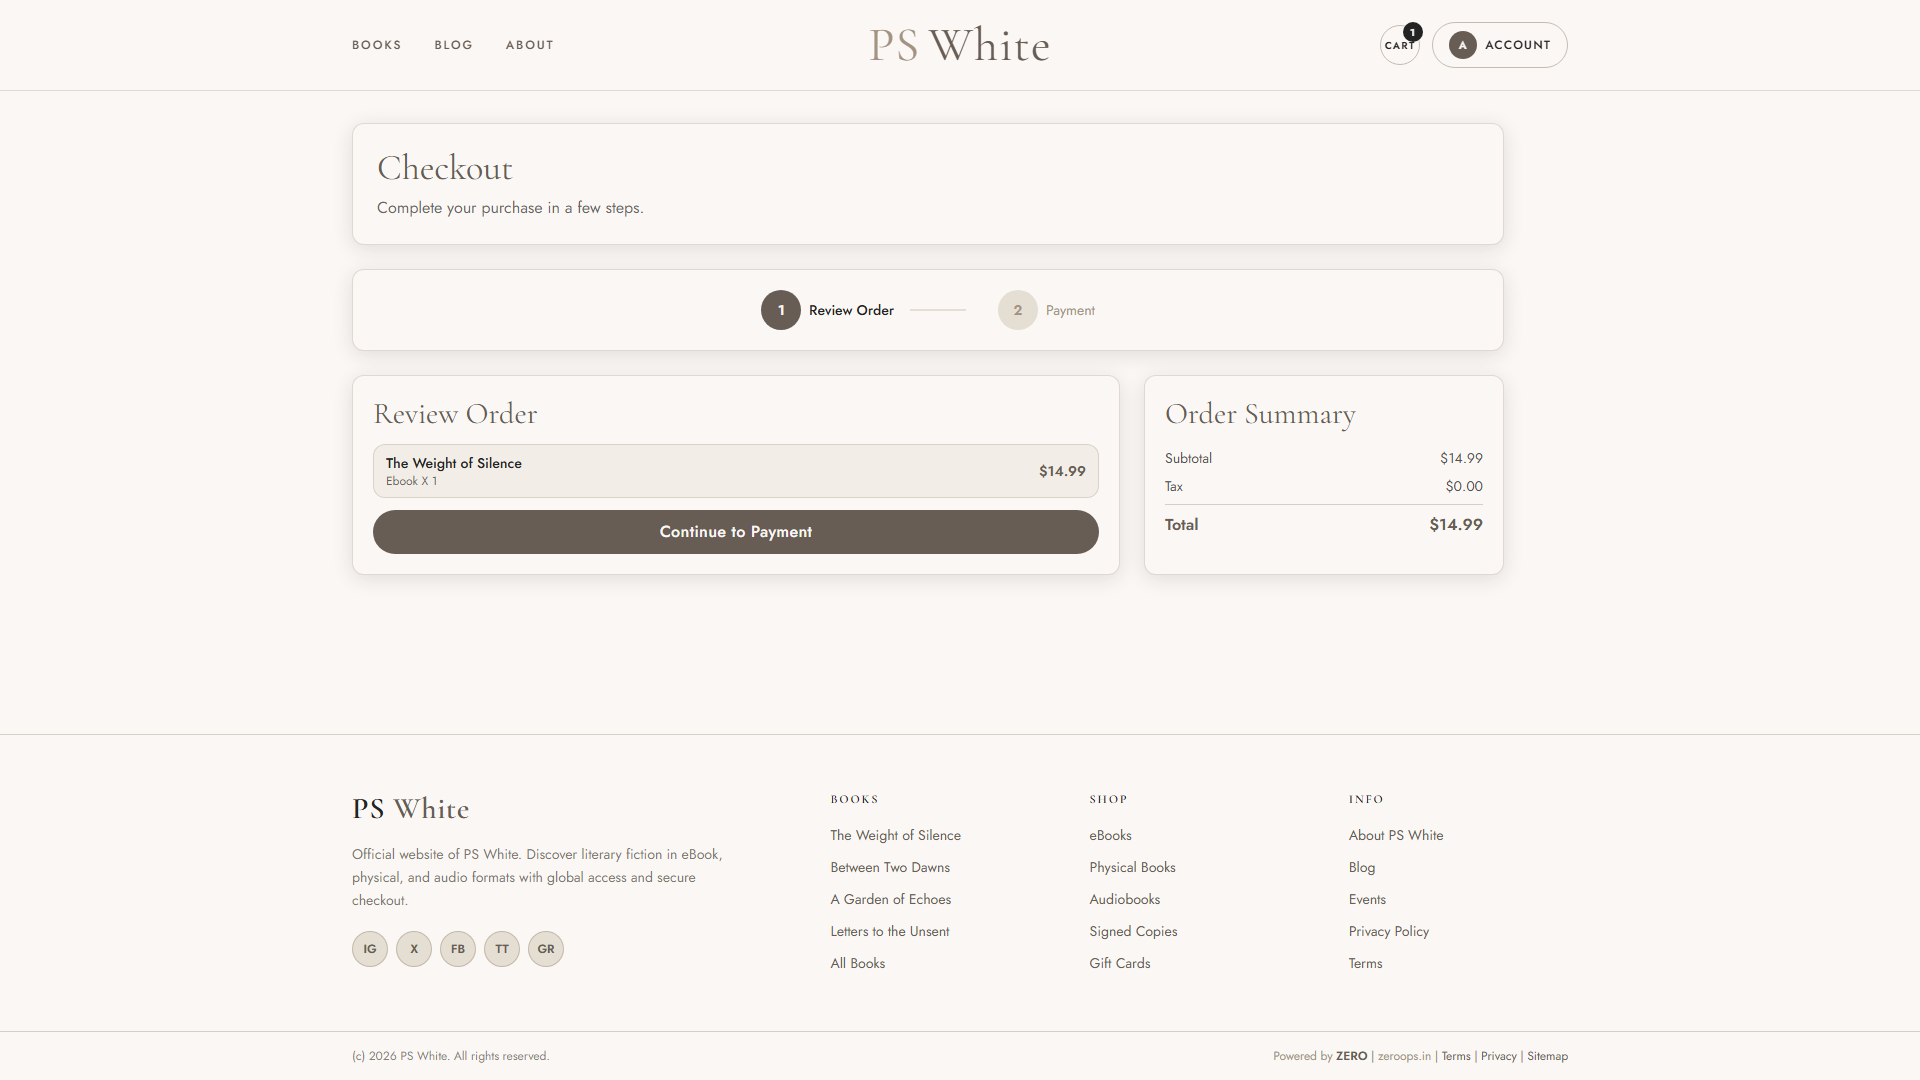 BOOKS BLOG ABOUT
PS White
CART 1
A ACCOUNT
Checkout
Complete your purchase in a few steps.
1 Review Order
2 Payment
Review Order
The Weight of Silence
Ebook X 1
$14.99
Continue to Payment
Order Summary
Subtotal $14.99
Tax $0.00
Total $14.99
PS White
Official website of PS White. Discover literary fiction in eBook,
physical, and audio formats with global access and secure
checkout.
IG X FB TT GR
BOOKS
The Weight of Silence
Between Two Dawns
A Garden of Echoes
Letters to the Unsent
All Books
SHOP
eBooks
Physical Books
Audiobooks
Signed Copies
Gift Cards
INFO
About PS White
Blog
Events
Privacy Policy
Terms
(c) 2026 PS White. All rights reserved.
Powered by ZERO | zeroops.in | Terms | Privacy | Sitemap